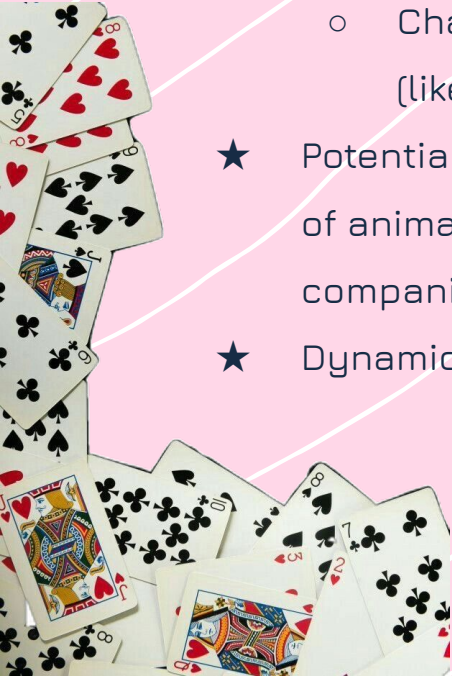 ○ Cha
(like
★ Potentia
of anima
compani
★ Dynamic